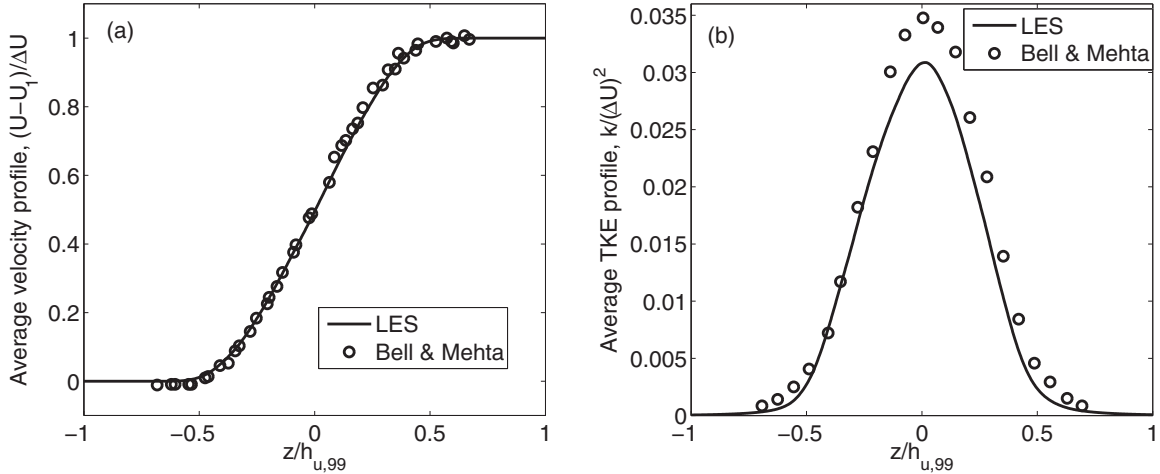 (a)
Average velocity profile, (U−U₁)/ΔU
1
0.8
0.6
0.4
0.2
0
−1
−0.5
0
0.5
1
z/hᵤ,₉₉
LES
Bell & Mehta
(b)
Average TKE profile, k/(ΔU)²
0.035
0.03
0.025
0.02
0.015
0.01
0.005
0
−1
−0.5
0
0.5
1
z/hᵤ,₉₉
LES
Bell & Mehta